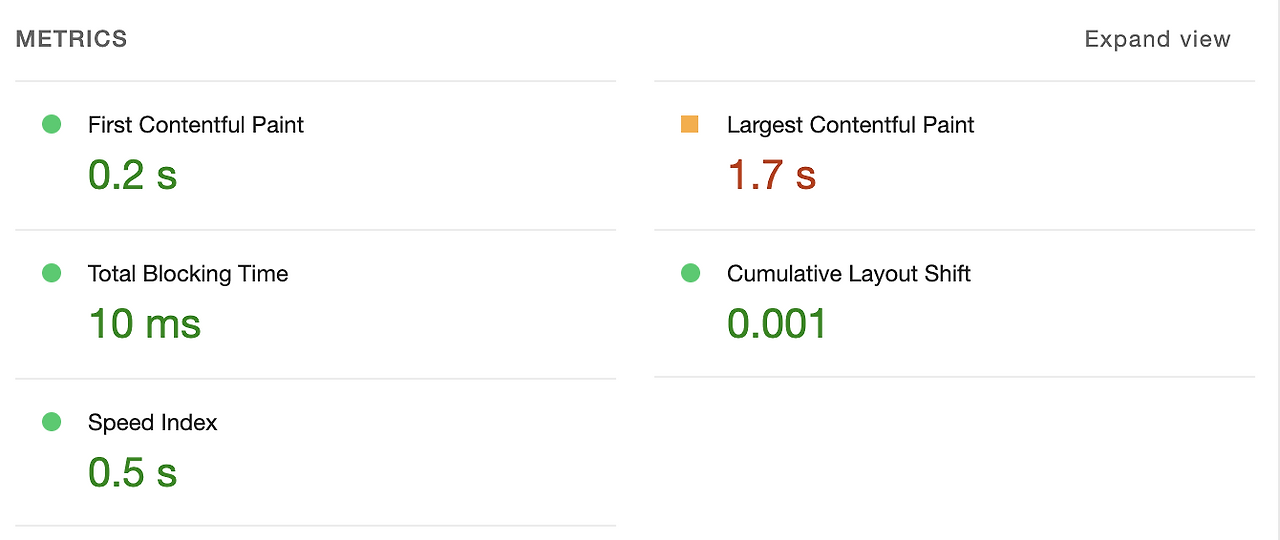 METRICS
Expand view
First Contentful Paint
0.2 s
Largest Contentful Paint
1.7 s
Total Blocking Time
10 ms
Cumulative Layout Shift
0.001
Speed Index
0.5 s